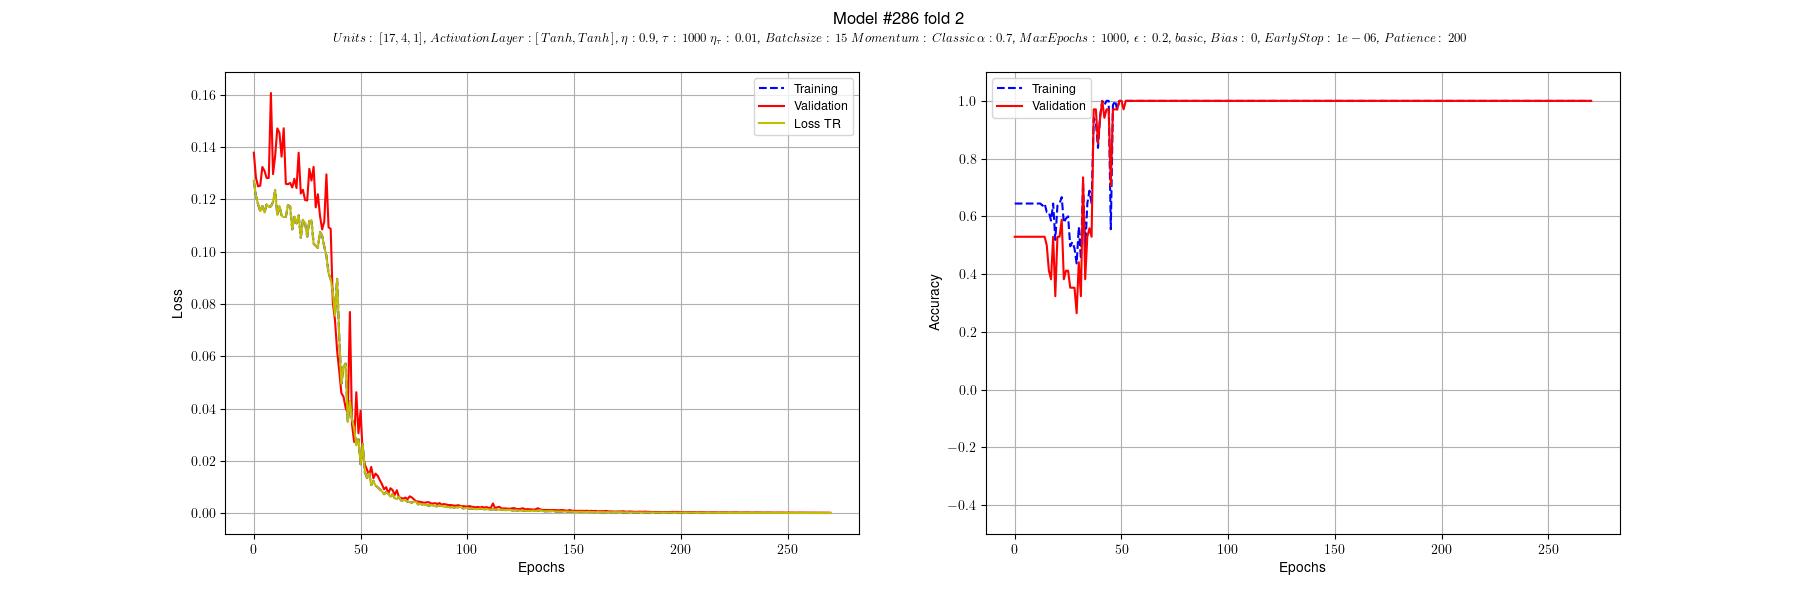 Model #286 fold 2
Units : [17, 4, 1], ActivationLayer : [Tanh, Tanh], η : 0.9, τ : 1000 η_τ : 0.01, Batchsize : 15 Momentum : Classic α : 0.7, MaxEpochs : 1000, ϵ : 0.2, basic, Bias : 0, EarlyStop : 1e − 06, Patience : 200
Training
Validation
Loss TR
0.16
0.14
0.12
0.10
0.08
0.06
0.04
0.02
0.00
Loss
0 50 100 150 200 250
Epochs
Training
Validation
1.0
0.8
0.6
0.4
0.2
0.0
−0.2
−0.4
Accuracy
0 50 100 150 200 250
Epochs